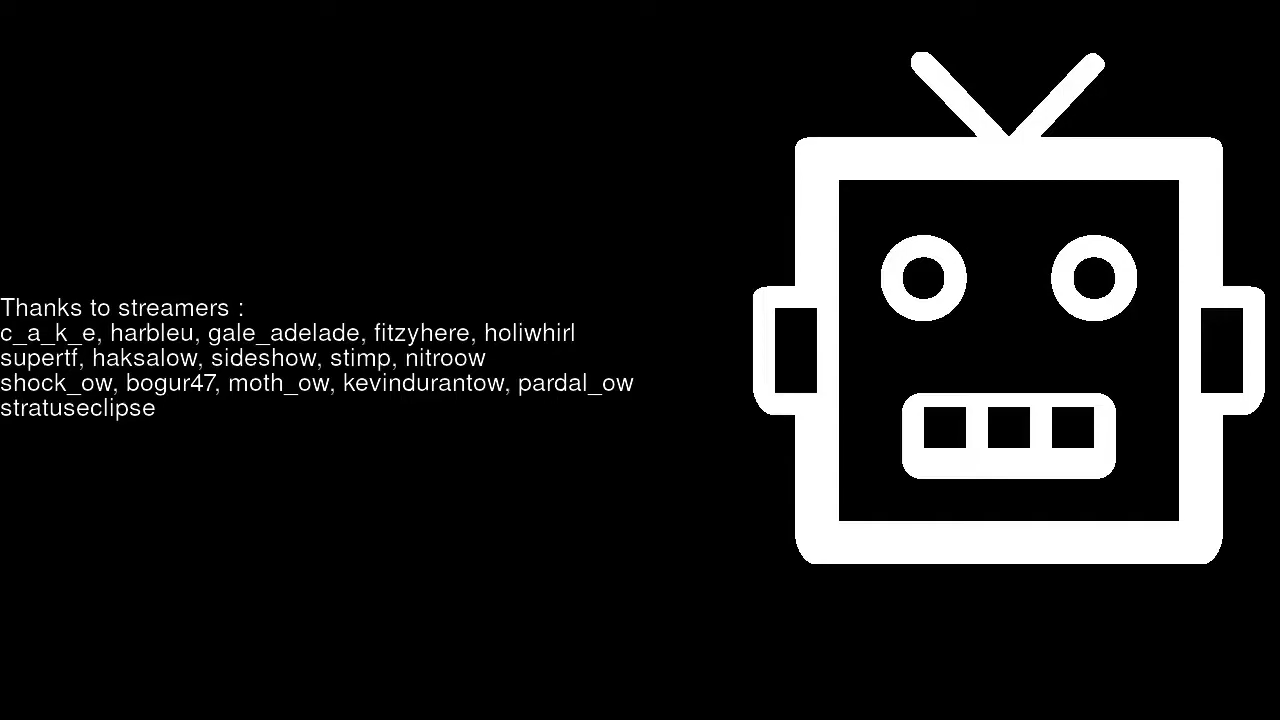 Thanks to streamers :
c_a_k_e, harbleu, gale_adelade, fitzyhere, holiwhirl
supertf, haksalow, sideshow, stimp, nitroow
shock_ow, bogur47, moth_ow, kevindurantow, pardal_ow
stratuseclipse